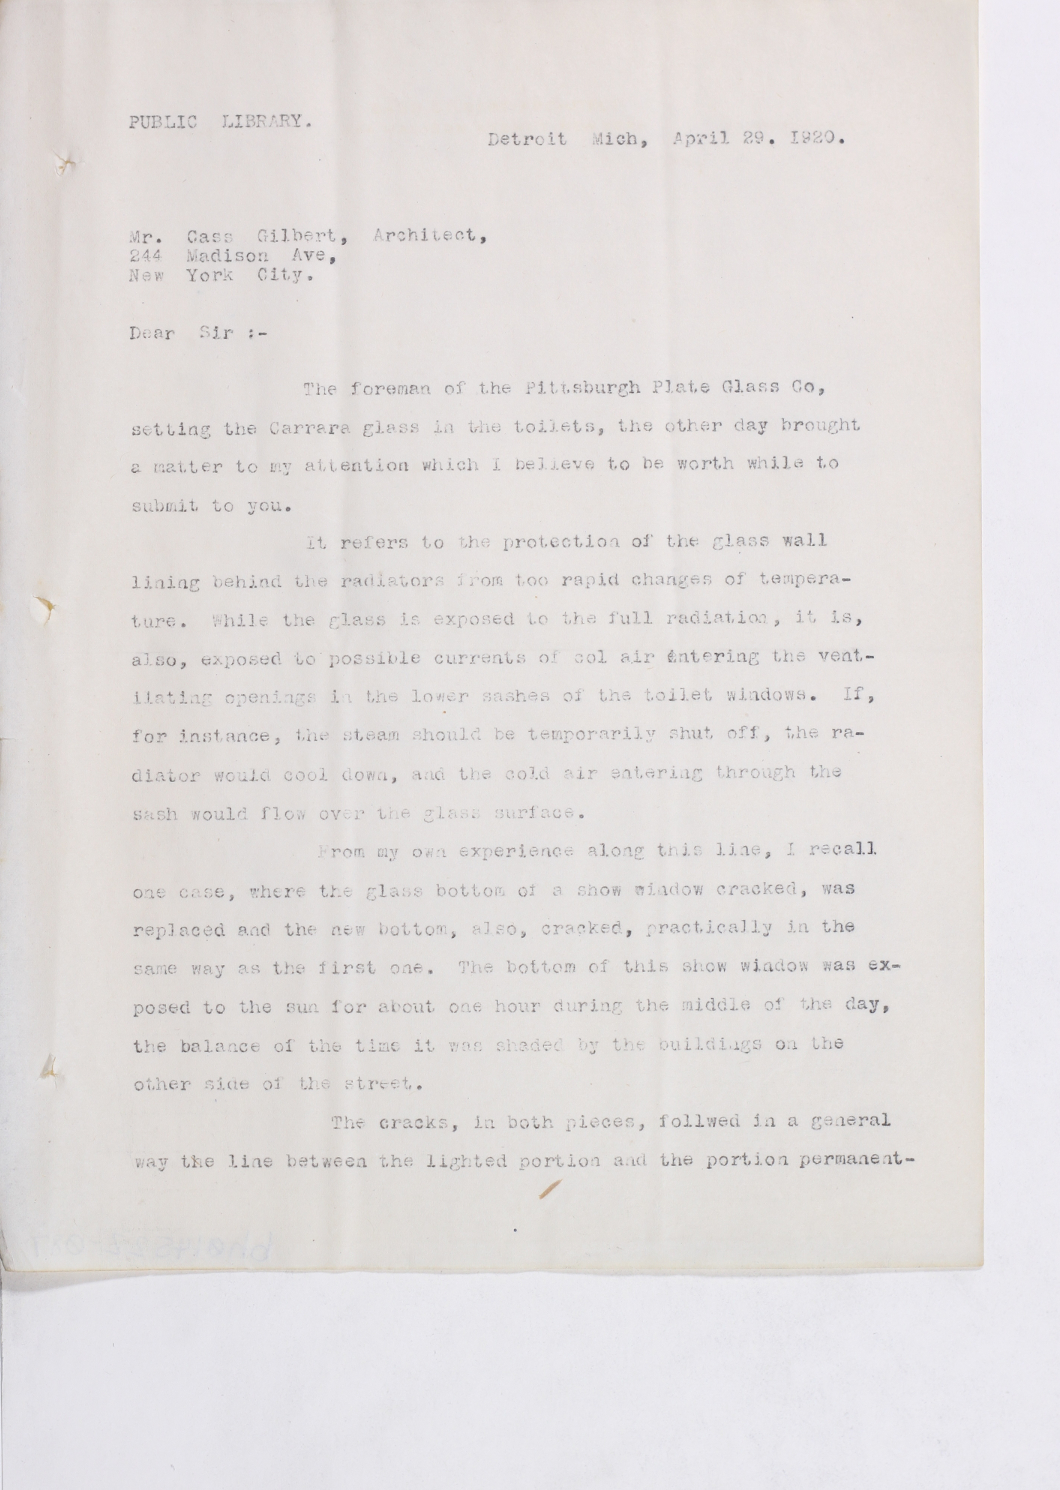 PUBLIC LIBRARY.
Detroit Mich, April 29. 1920.
Mr. Cass Gilbert, Architect,
244 Madison Ave,
New York City.
Dear Sir :-
The foreman of the Pittsburgh Plate Glass Co,
setting the Carrara glass in the toilets, the other day brought
a matter to my attention which I believe to be worth while to
submit to you.
It refers to the protection of the glass wall
lining behind the radiators from too rapid changes of tempera-
ture. While the glass is exposed to the full radiation, it is,
also, exposed to possible currents of col air entering the vent-
ilating openings in the lower sashes of the toilet windows. If,
for instance, the steam should be temporarily shut off, the ra-
diator would cool down, and the cold air entering through the
sash would flow over the glass surface.
From my own experience along this line, I recall
one case, where the glass bottom of a show window cracked, was
replaced and the new bottom, also, cracked, practically in the
same way as the first one. The bottom of this show window was ex-
posed to the sun for about one hour during the middle of the day,
the balance of the time it was shaded by the buildings on the
other side of the street.
The cracks, in both pieces, follwed in a general
way the line between the lighted portion and the portion permanent-